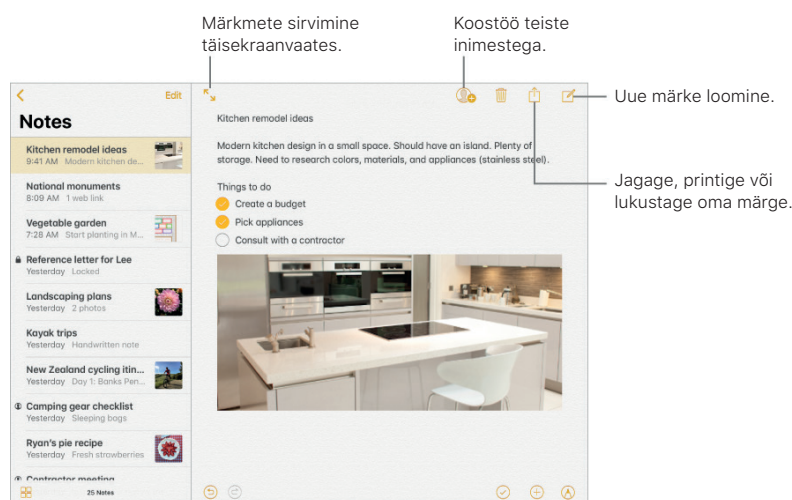 Märkmete sirvimine
täisekraanvaates.
Koostöö teiste
inimestega.
Uue märke loomine.
Jagage, printige või
lukustage oma märge.
Edit
Notes
Kitchen remodel ideas
9:41 AM Modern kitchen de...
National monuments
8:09 AM 1 web link
Vegetable garden
7:28 AM Start planting in M...
Reference letter for Lee
Yesterday Locked
Landscaping plans
Yesterday 2 photos
Kayak trips
Yesterday Handwritten note
New Zealand cycling itin...
Yesterday Day 1: Banks Pen...
Camping gear checklist
Yesterday Sleeping bags
Ryan's pie recipe
Yesterday Fresh strawberries
Contractor meeting
25 Notes
Kitchen remodel ideas
Modern kitchen design in a small space. Should have an island. Plenty of
storage. Need to research colors, materials, and appliances (stainless steel).
Things to do
Create a budget
Pick appliances
Consult with a contractor